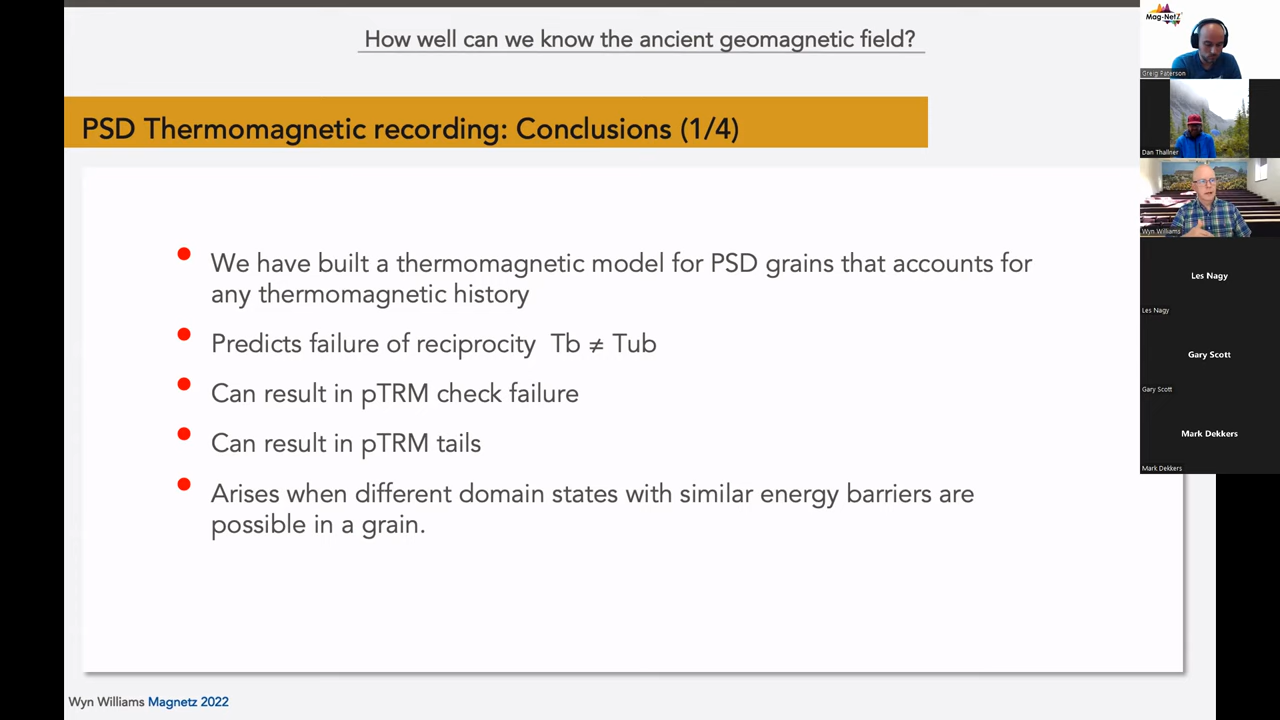 How well can we know the ancient geomagnetic field?
PSD Thermomagnetic recording: Conclusions (1/4)
We have built a thermomagnetic model for PSD grains that accounts for
any thermomagnetic history
Predicts failure of reciprocity Tb ≠ Tub
Can result in pTRM check failure
Can result in pTRM tails
Arises when different domain states with similar energy barriers are
possible in a grain.
Wyn Williams Magnetz 2022
Mag-NetZ
Greig Paterson
Dan Thallner
Wyn Williams
Les Nagy
Les Nagy
Gary Scott
Gary Scott
Mark Dekkers
Mark Dekkers